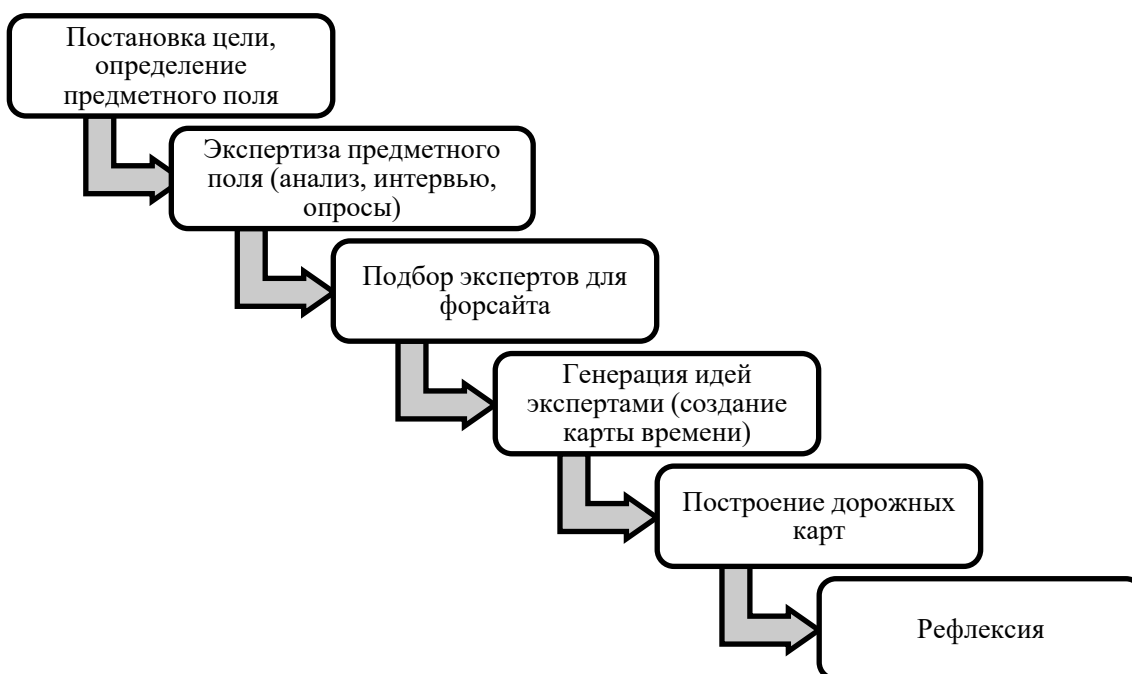 Постановка цели,
определение
предметного поля
Экспертиза предметного
поля (анализ, интервью,
опросы)
Подбор экспертов для
форсайта
Генерация идей
экспертами (создание
карты времени)
Построение дорожных
карт
Рефлексия